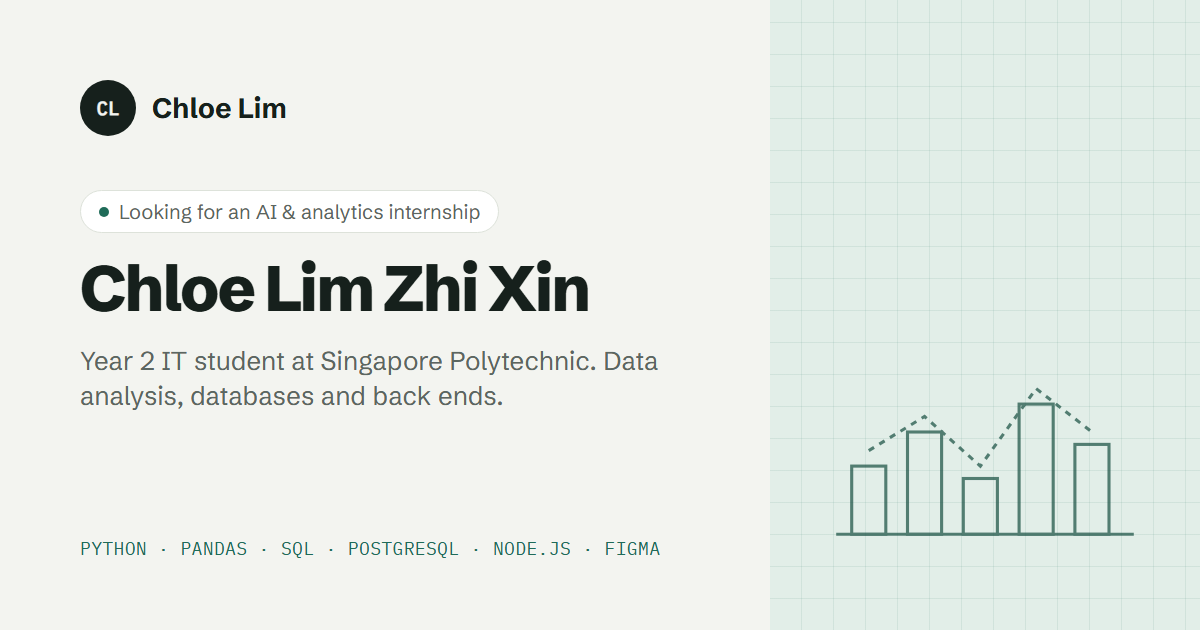 CL
Chloe Lim
Looking for an AI & analytics internship
Chloe Lim Zhi Xin
Year 2 IT student at Singapore Polytechnic. Data
analysis, databases and back ends.
PYTHON · PANDAS · SQL · POSTGRESQL · NODE.JS · FIGMA